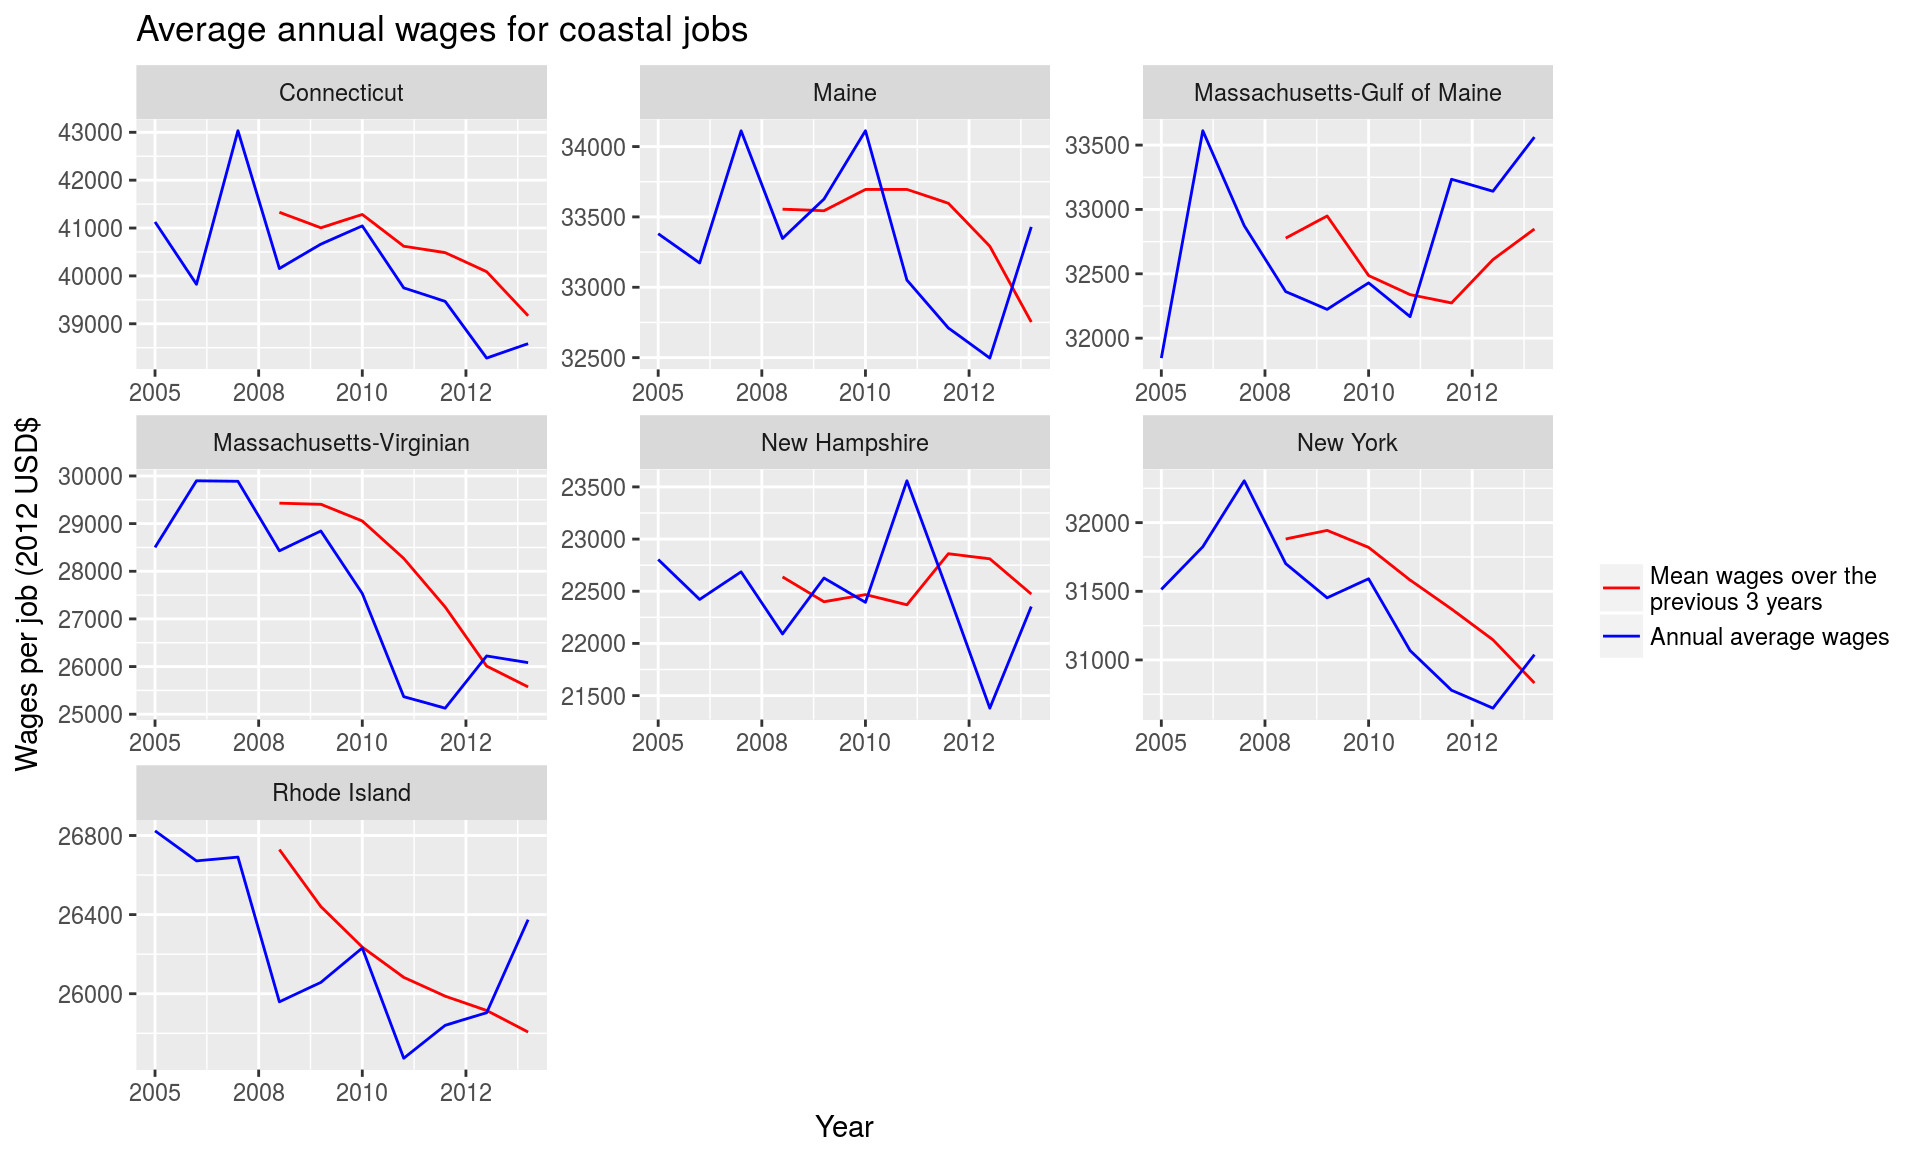 Average annual wages for coastal jobs
Connecticut
Maine
Massachusetts-Gulf of Maine
43000
42000
41000
40000
39000
34000
33500
33000
32500
33500
33000
32500
32000
2005 2008 2010 2012
2005 2008 2010 2012
2005 2008 2010 2012
Massachusetts-Virginian
New Hampshire
New York
30000
29000
28000
27000
26000
25000
23500
23000
22500
22000
21500
32000
31500
31000
2005 2008 2010 2012
2005 2008 2010 2012
2005 2008 2010 2012
Rhode Island
26800
26400
26000
2005 2008 2010 2012
Wages per job (2012 USD$
Year
Mean wages over the
previous 3 years
Annual average wages